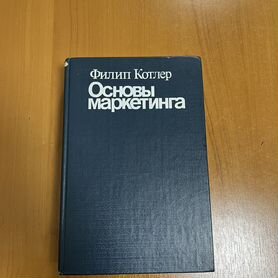 Филип Котлер
Основы
маркетинга